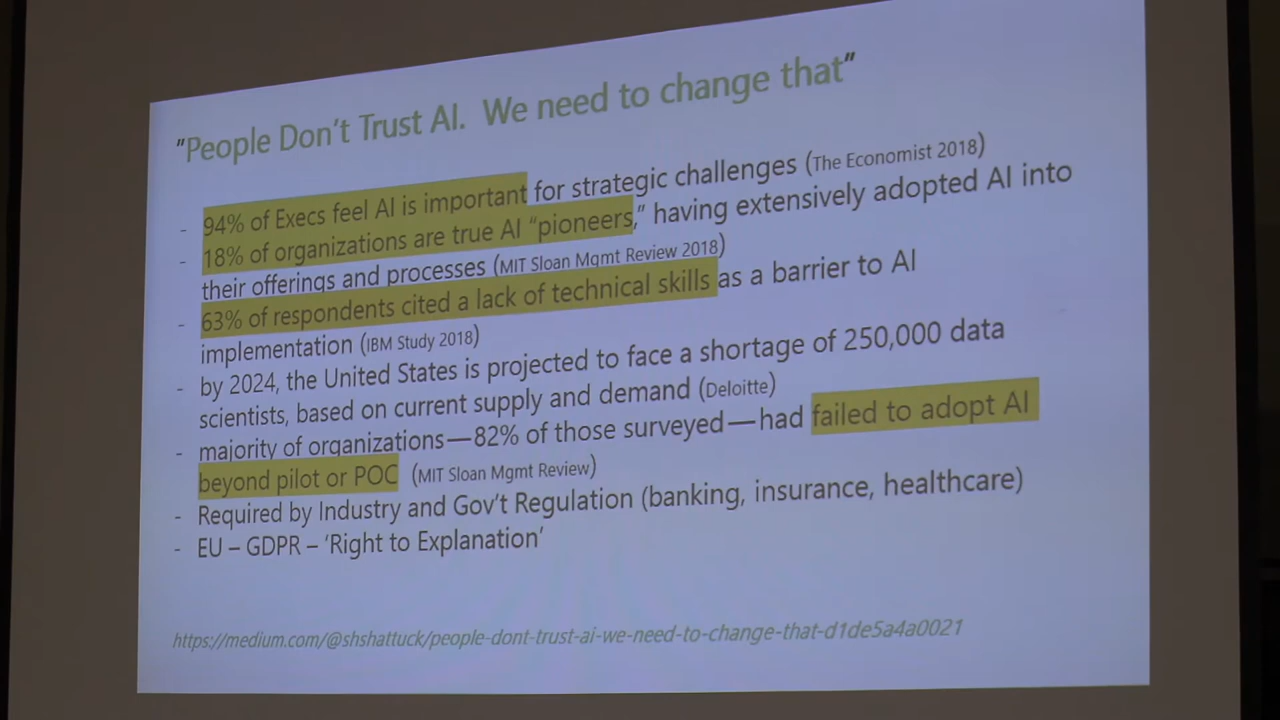 "People Don't Trust AI. We need to change that"
- 94% of Execs feel AI is important for strategic challenges (The Economist 2018)
- 18% of organizations are true AI "pioneers," having extensively adopted AI into
their offerings and processes (MIT Sloan Mgmt Review 2018)
- 63% of respondents cited a lack of technical skills as a barrier to AI
implementation (IBM Study 2018)
- by 2024, the United States is projected to face a shortage of 250,000 data
scientists, based on current supply and demand (Deloitte)
- majority of organizations—82% of those surveyed—had failed to adopt AI
beyond pilot or POC (MIT Sloan Mgmt Review)
- Required by Industry and Gov't Regulation (banking, insurance, healthcare)
- EU – GDPR – 'Right to Explanation'
https://medium.com/@shshattuck/people-dont-trust-ai-we-need-to-change-that-d1de5a4a0021